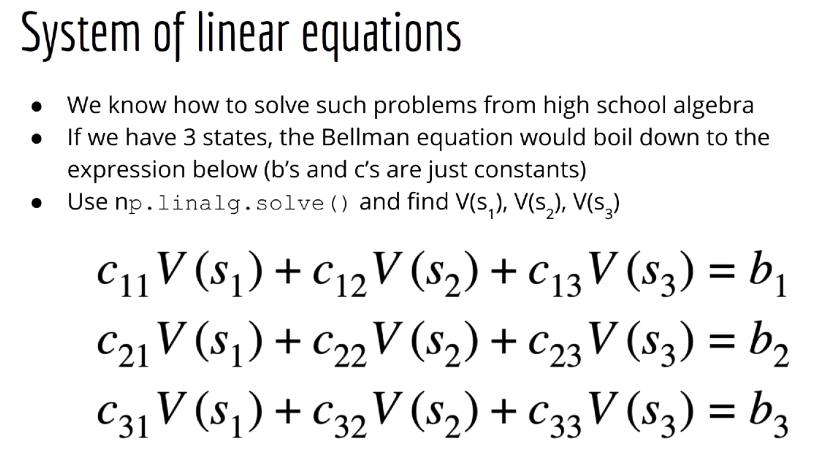 System of linear equations
● We know how to solve such problems from high school algebra
● If we have 3 states, the Bellman equation would boil down to the
expression below (b's and c's are just constants)
● Use np.linalg.solve() and find V(s₁), V(s₂), V(s₃)
c₁₁V(s₁) + c₁₂V(s₂) + c₁₃V(s₃) = b₁
c₂₁V(s₁) + c₂₂V(s₂) + c₂₃V(s₃) = b₂
c₃₁V(s₁) + c₃₂V(s₂) + c₃₃V(s₃) = b₃